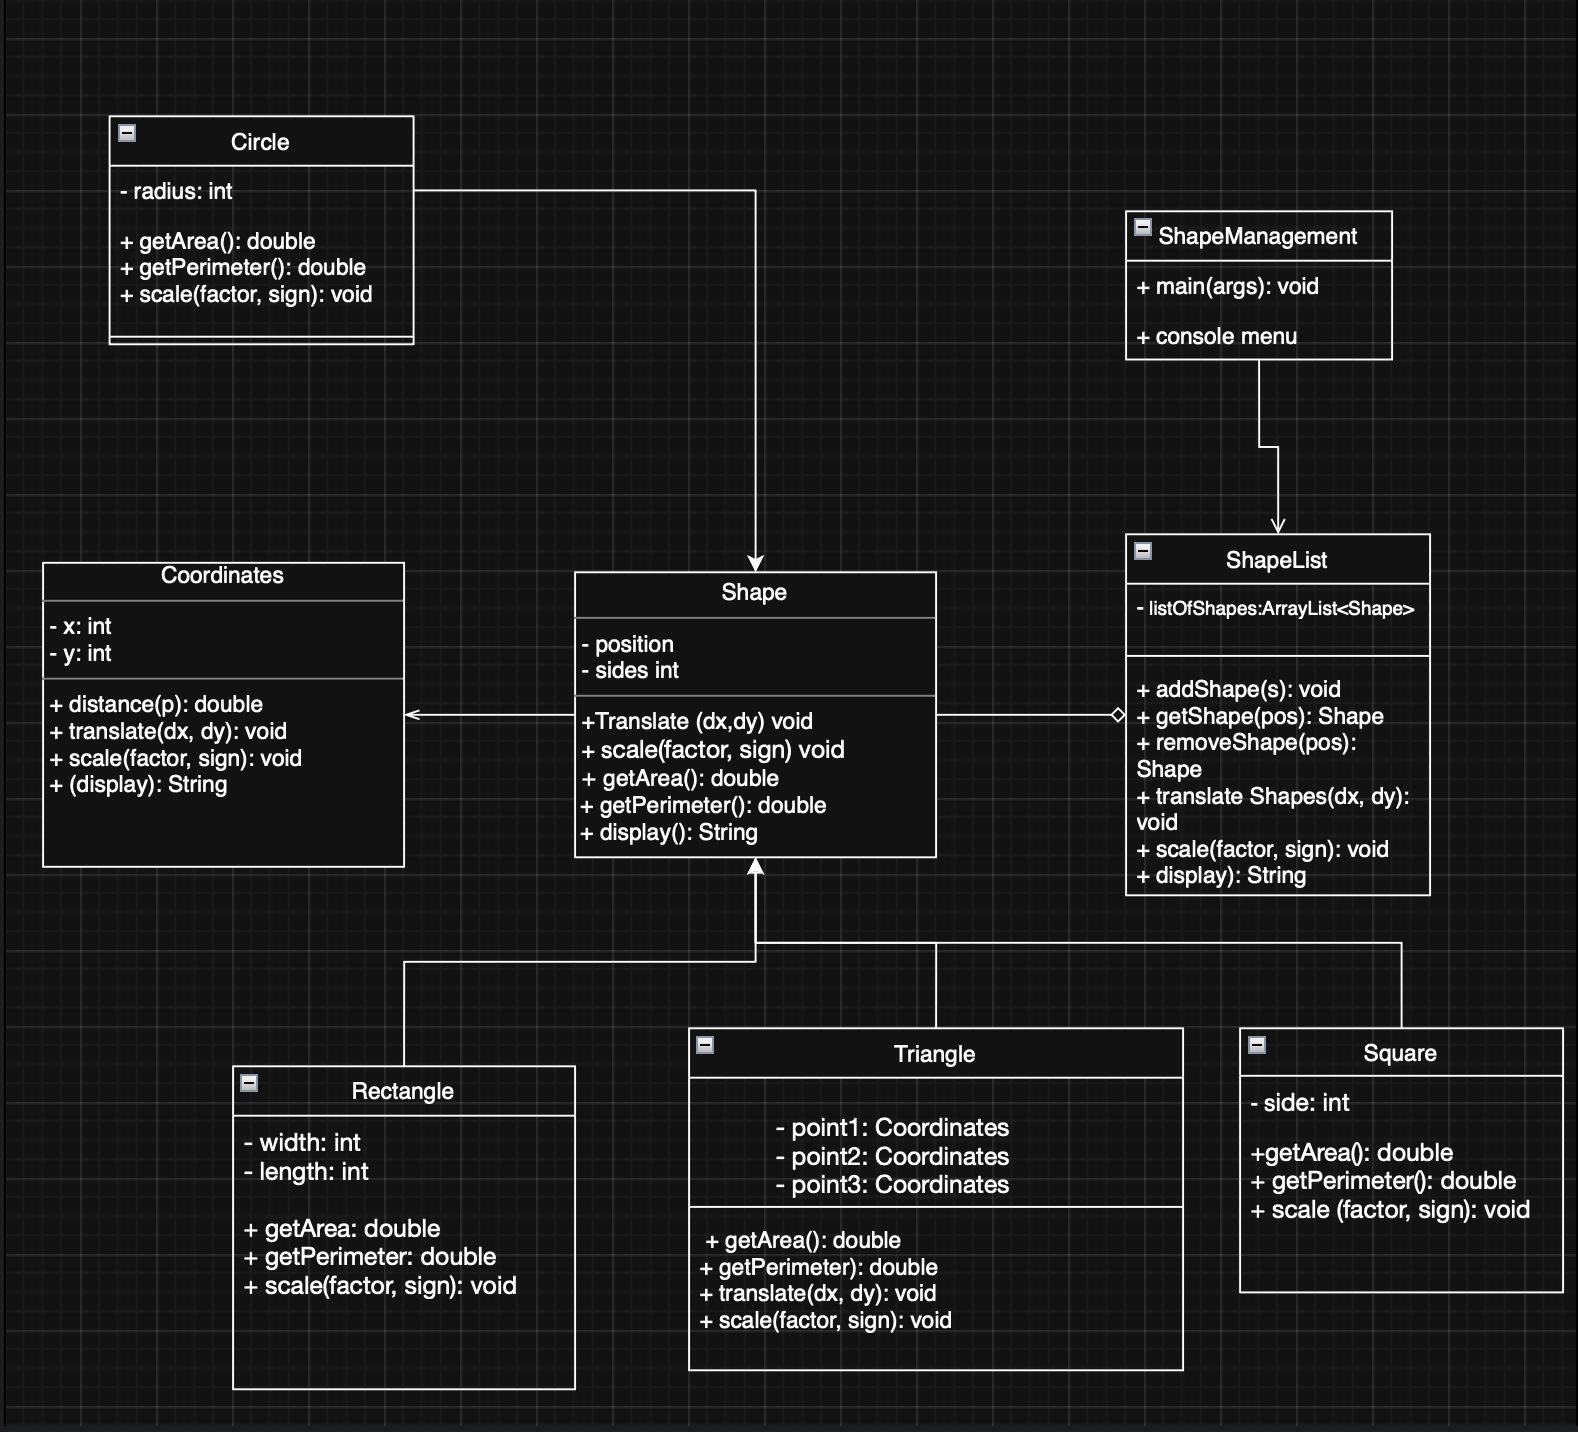 Circle
- radius: int
+ getArea(): double
+ getPerimeter(): double
+ scale(factor, sign): void
ShapeManagement
+ main(args): void
+ console menu
Coordinates
- x: int
- y: int
+ distance(p): double
+ translate(dx, dy): void
+ scale(factor, sign): void
+ (display): String
Shape
- position
- sides int
+Translate (dx,dy) void
+ scale(factor, sign) void
+ getArea(): double
+ getPerimeter(): double
+ display(): String
ShapeList
- listOfShapes:ArrayList<Shape>
+ addShape(s): void
+ getShape(pos): Shape
+ removeShape(pos):
Shape
+ translate Shapes(dx, dy):
void
+ scale(factor, sign): void
+ display): String
Rectangle
- width: int
- length: int
+ getArea: double
+ getPerimeter: double
+ scale(factor, sign): void
Triangle
- point1: Coordinates
- point2: Coordinates
- point3: Coordinates
+ getArea(): double
+ getPerimeter): double
+ translate(dx, dy): void
+ scale(factor, sign): void
Square
- side: int
+getArea(): double
+ getPerimeter(): double
+ scale (factor, sign): void